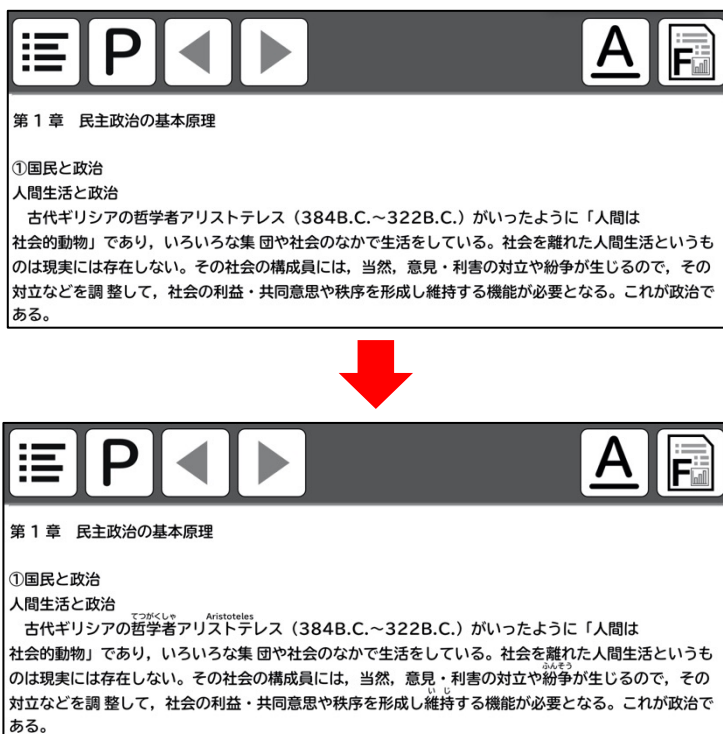 P
A
F
第1章　民主政治の基本原理
①国民と政治
人間生活と政治
　古代ギリシアの哲学者アリストテレス（384B.C.～322B.C.）がいったように「人間は
社会的動物」であり，いろいろな集 団や社会のなかで生活をしている。社会を離れた人間生活というも
のは現実には存在しない。その社会の構成員には，当然，意見・利害の対立や紛争が生じるので，その
対立などを調 整して，社会の利益・共同意思や秩序を形成し維持する機能が必要となる。これが政治で
ある。
P
A
F
第1章　民主政治の基本原理
①国民と政治
人間生活と政治
てつがくしゃ Aristoteles
　古代ギリシアの哲学者アリストテレス（384B.C.～322B.C.）がいったように「人間は
社会的動物」であり，いろいろな集 団や社会のなかで生活をしている。社会を離れた人間生活というも
ふんそう
のは現実には存在しない。その社会の構成員には，当然，意見・利害の対立や紛争が生じるので，その
いじ
対立などを調 整して，社会の利益・共同意思や秩序を形成し維持する機能が必要となる。これが政治で
ある。